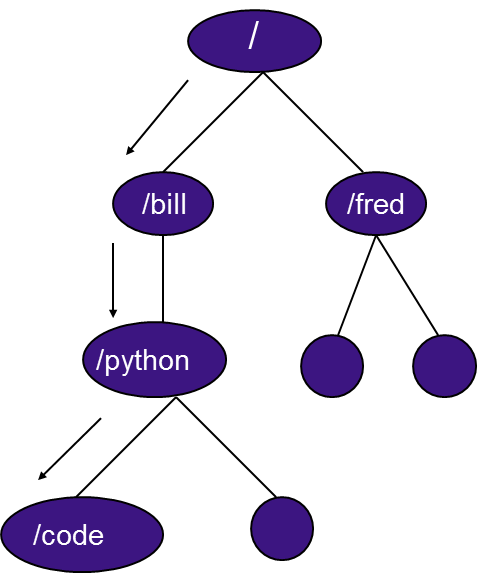 /
/bill
/fred
/python
/code